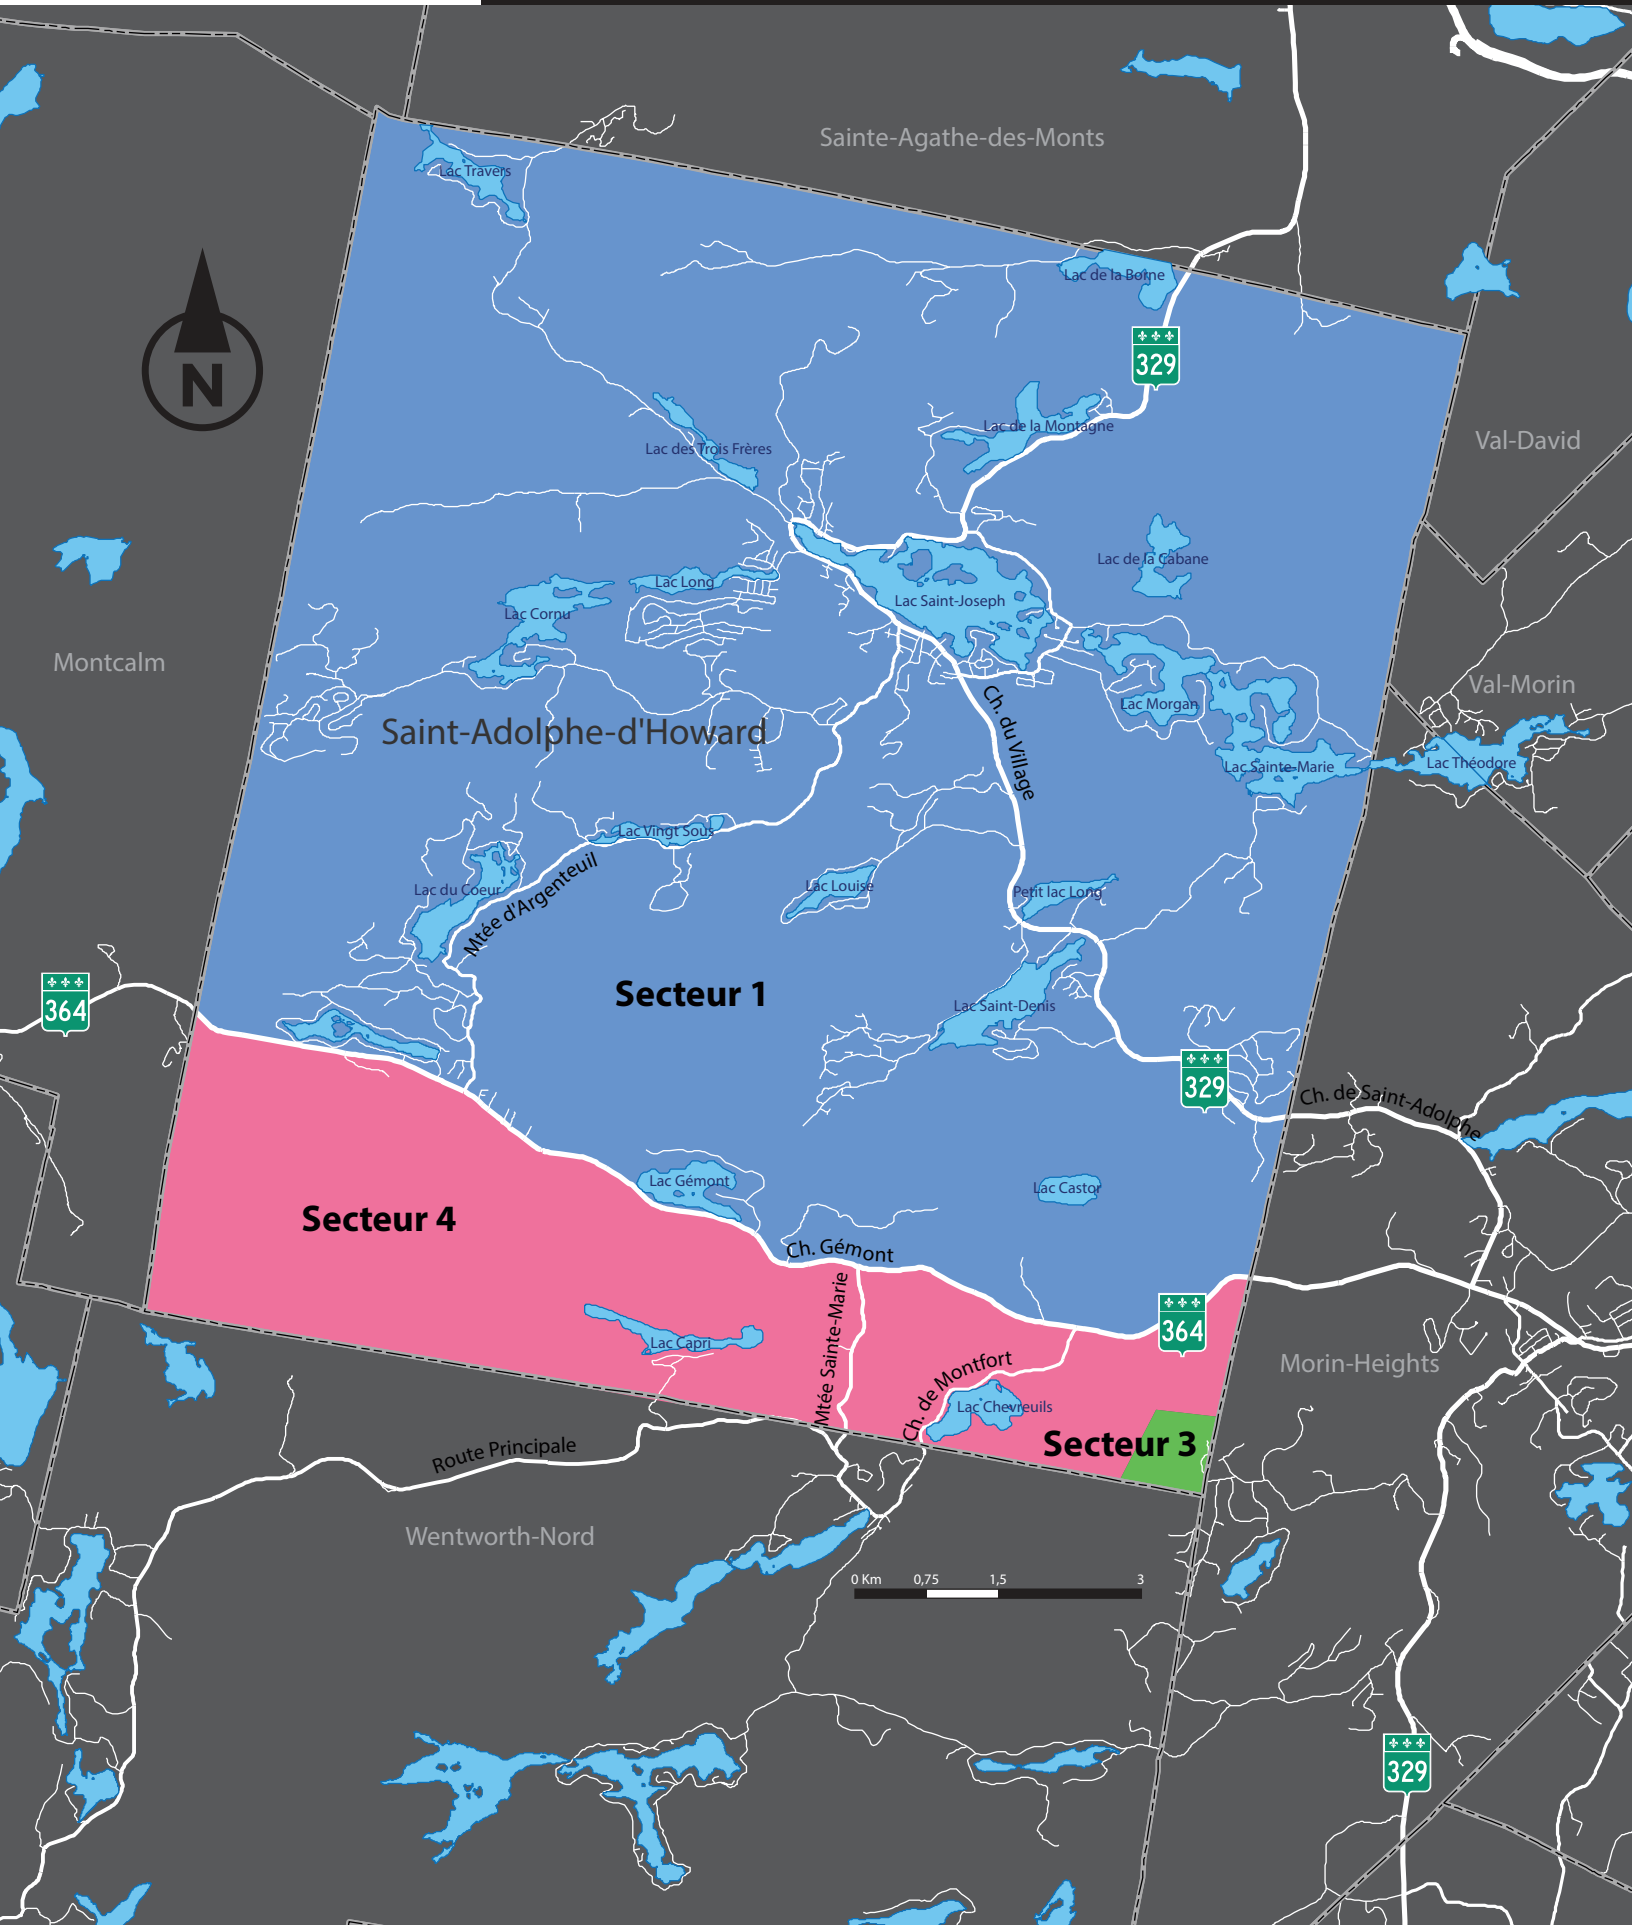 Sainte-Agathe-des-Monts
Lac Travers
Lac de la Borne
N
329
Lac de la Montagne
Val-David
Lac des Trois Frères
Lac de la Cabane
Lac Long
Lac Saint-Joseph
Lac Cornu
Montcalm
Val-Morin
Lac Morgan
Ch. du Village
Saint-Adolphe-d'Howard
Lac Sainte-Marie
Lac Théodore
Lac Vingt Sous
Lac du Coeur
Mtée d'Argenteuil
Lac Louise
Petit lac Long
Secteur 1
364
Lac Saint-Denis
329
Ch. de Saint-Adolphe
Lac Gémont
Lac Castor
Secteur 4
Ch. Gémont
364
Mtée Sainte-Marie
Lac Capri
Ch. de Montfort
Morin-Heights
Lac Chevreuils
Secteur 3
Route Principale
Wentworth-Nord
0 Km 0,75 1,5 3
329